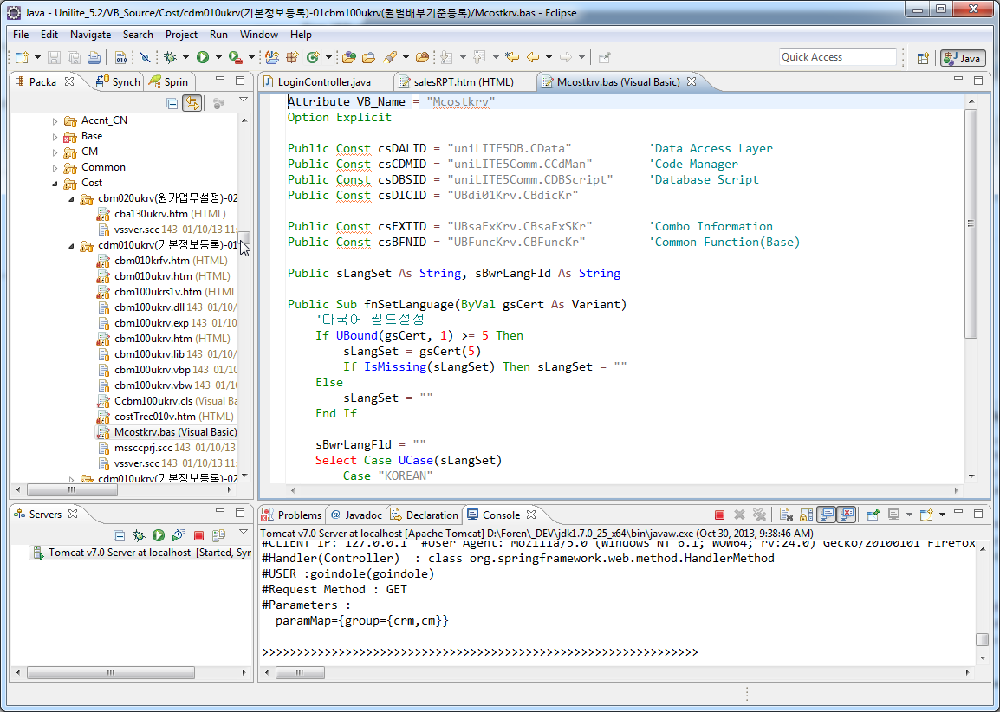 Java - Unilite_5.2/VB_Source/Cost/cdm010ukrv(기본정보등록)-01cbm100ukrv(월별배부기준등록)/Mcostkrv.bas - Eclipse
File Edit Navigate Search Project Run Window Help
Quick Access
Java
Packa
Synch
Sprin
Accnt_CN
Base
CM
Common
Cost
cbm020ukrv(원가업무설정)-02
cba130ukrv.htm (HTML)
vssver.scc 143 01/10/13 11:
cdm010ukrv(기본정보등록)-01
cbm010krfv.htm (HTML)
cbm010ukrv.htm (HTML)
cbm100ukrs1v.htm (HTML
cbm100ukrv.dll 143 01/10/
cbm100ukrv.exp 143 01/10
cbm100ukrv.htm (HTML)
cbm100ukrv.lib 143 01/10/
cbm100ukrv.vbp 143 01/10
cbm100ukrv.vbw 143 01/10
Ccbm100ukrv.cls (Visual Ba
costTree010v.htm (HTML)
Mcostkrv.bas (Visual Basic)
mssccprj.scc 143 01/10/13
vssver.scc 143 01/10/13 11:
cdm010ukrv(기본정보등록)-02
LoginController.java
salesRPT.htm (HTML)
Mcostkrv.bas (Visual Basic)
Attribute VB_Name = "Mcostkrv"
Option Explicit
Public Const csDALID = "uniLITE5DB.CData" 'Data Access Layer
Public Const csCDMID = "uniLITE5Comm.CCdMan" 'Code Manager
Public Const csDBSID = "uniLITE5Comm.CDBScript" 'Database Script
Public Const csDICID = "UBdi01Krv.CBdicKr"
Public Const csEXTID = "UBsaExKrv.CBsaExSKr" 'Combo Information
Public Const csBFNID = "UBFuncKrv.CBFuncKr" 'Common Function(Base)
Public sLangSet As String, sBwrLangFld As String
Public Sub fnSetLanguage(ByVal gsCert As Variant)
'다국어 필드설정
If UBound(gsCert, 1) >= 5 Then
sLangSet = gsCert(5)
If IsMissing(sLangSet) Then sLangSet = ""
Else
sLangSet = ""
End If
sBwrLangFld = ""
Select Case UCase(sLangSet)
Case "KOREAN"
Servers
Tomcat v7.0 Server at localhost [Started, Syn
Problems
@ Javadoc
Declaration
Console
Tomcat v7.0 Server at localhost [Apache Tomcat] D:\Foren\_DEV\jdk1.7.0_25_x64\bin\javaw.exe (Oct 30, 2013, 9:38:46 AM)
#CLIENT IP: 127.0.0.1 #User Agent: Mozilla/5.0 (Windows NT 6.1; WOW64; rv:24.0) Gecko/20100101 Firefox
#Handler(Controller) : class org.springframework.web.method.HandlerMethod
#USER :goindole(goindole)
#Request Method : GET
#Parameters :
paramMap={group={crm,cm}}
>>>>>>>>>>>>>>>>>>>>>>>>>>>>>>>>>>>>>>>>>>>>>>>>>>>>>>>>>>>>>>>